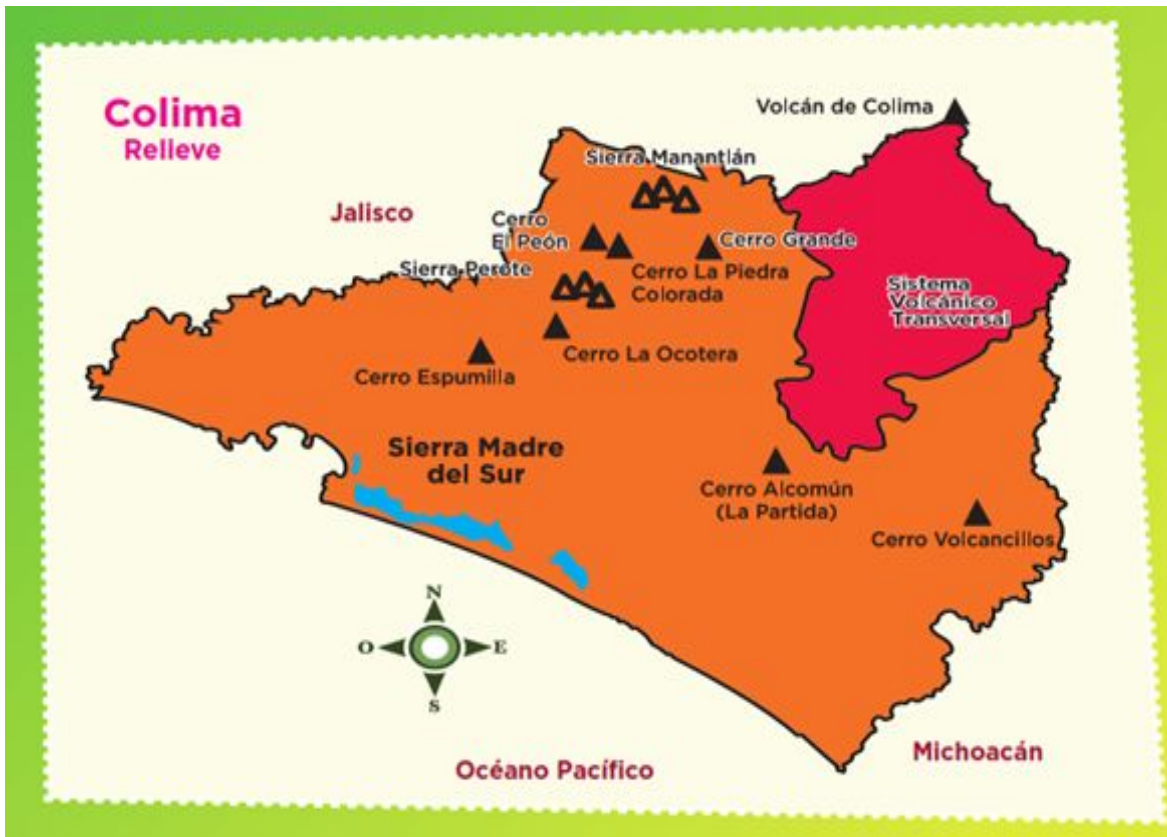 Colima
Relieve
Volcán de Colima
Sierra Manantlán
Jalisco
Cerro
El Peón
Cerro Grande
Sierra Perote
Cerro La Piedra
Colorada
Sistema
Volcánico
Transversal
Cerro La Ocotera
Cerro Espumilla
Sierra Madre
del Sur
Cerro Alcomún
(La Partida)
Cerro Volcancillos
N
O
E
S
Océano Pacífico
Michoacán